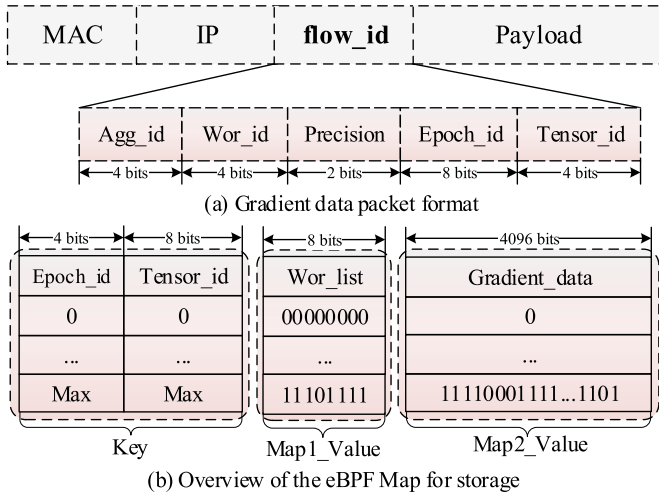 MAC IP flow_id Payload
Agg_id Wor_id Precision Epoch_id Tensor_id
4 bits 4 bits 2 bits 8 bits 4 bits
(a) Gradient data packet format
4 bits 8 bits 8 bits 4096 bits
Epoch_id Tensor_id Wor_list Gradient_data
0 0 00000000 0
... ... ... ...
Max Max 11101111 11110001111...1101
Key Map1_Value Map2_Value
(b) Overview of the eBPF Map for storage